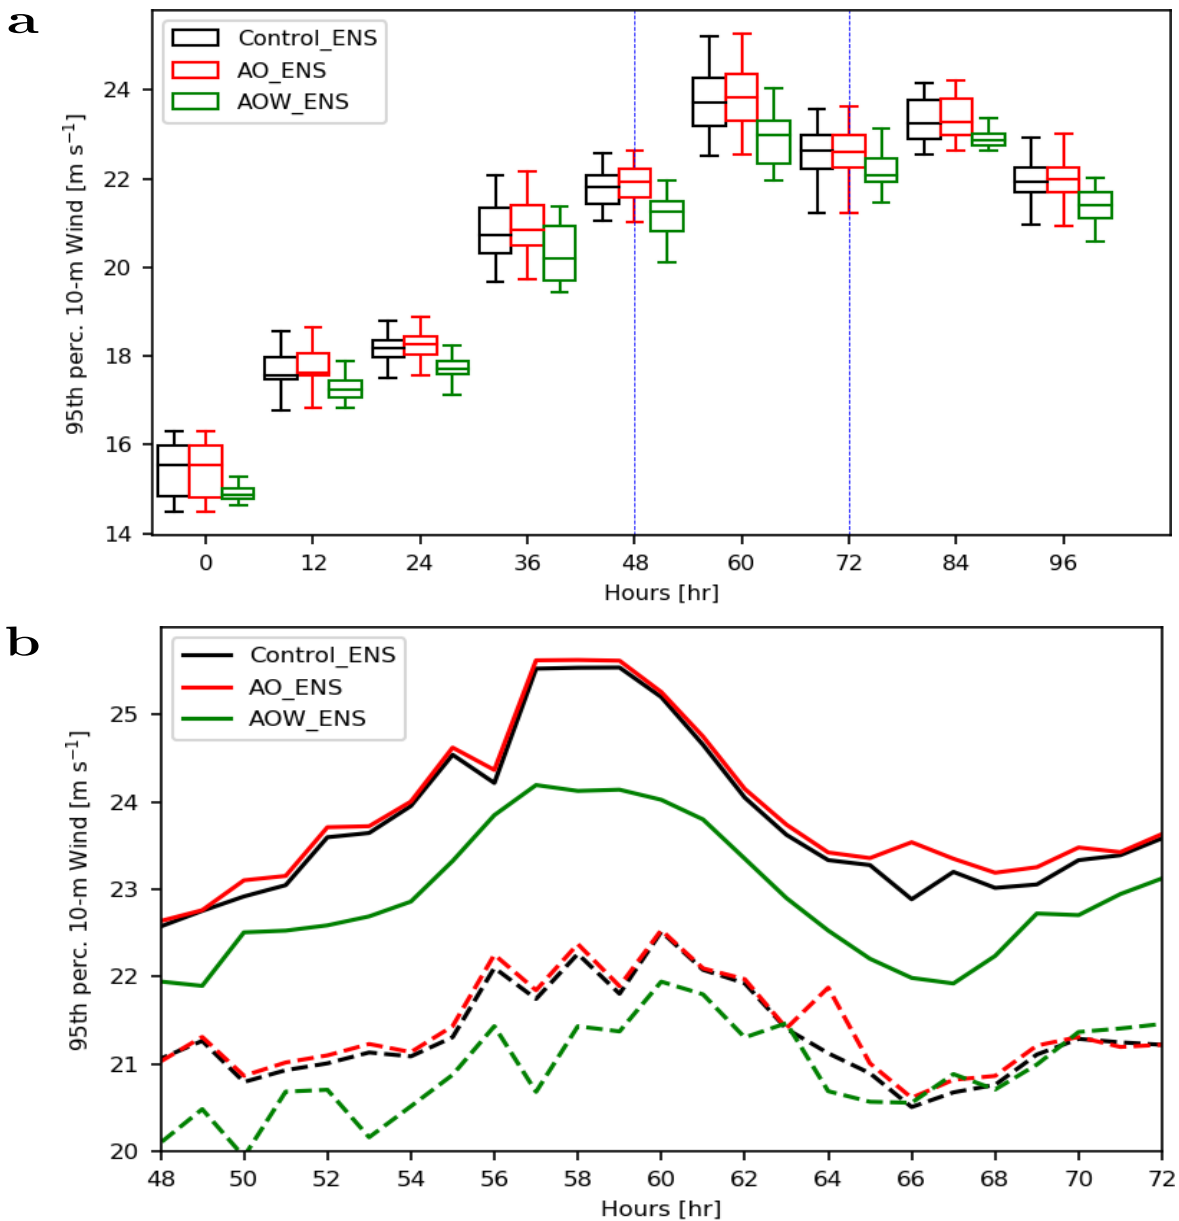 a
Control_ENS
AO_ENS
AOW_ENS
95th perc. 10-m Wind [m s⁻¹]
24
22
20
18
16
14
0 12 24 36 48 60 72 84 96
Hours [hr]
b
Control_ENS
AO_ENS
AOW_ENS
95th perc. 10-m Wind [m s⁻¹]
25
24
23
22
21
20
48 50 52 54 56 58 60 62 64 66 68 70 72
Hours [hr]